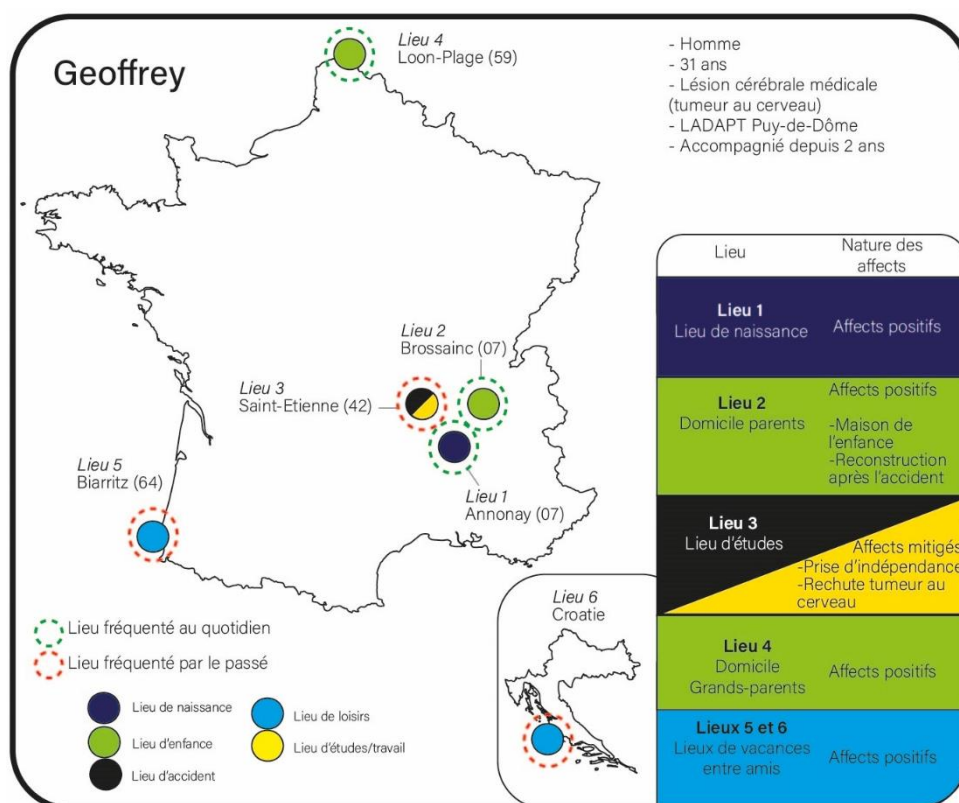 Geoffrey
Lieu 4
Loon-Plage (59)
- Homme
- 31 ans
- Lésion cérébrale médicale
(tumeur au cerveau)
- LADAPT Puy-de-Dôme
- Accompagnié depuis 2 ans
Lieu 2
Brossainc (07)
Lieu 3
Saint-Etienne (42)
Lieu 5
Biarritz (64)
Lieu 1
Annonay (07)
Lieu 6
Croatie
Lieu fréquenté au quotidien
Lieu fréquenté par le passé
Lieu de naissance
Lieu d'enfance
Lieu d'accident
Lieu de loisirs
Lieu d'études/travail
Lieu
Nature des
affects
Lieu 1
Lieu de naissance
Affects positifs
Lieu 2
Domicile parents
Affects positifs
-Maison de
l'enfance
-Reconstruction
après l'accident
Lieu 3
Lieu d'études
Affects mitigés
-Prise d'indépendance
-Rechute tumeur au
cerveau
Lieu 4
Domicile
Grands-parents
Affects positifs
Lieux 5 et 6
Lieux de vacances
entre amis
Affects positifs